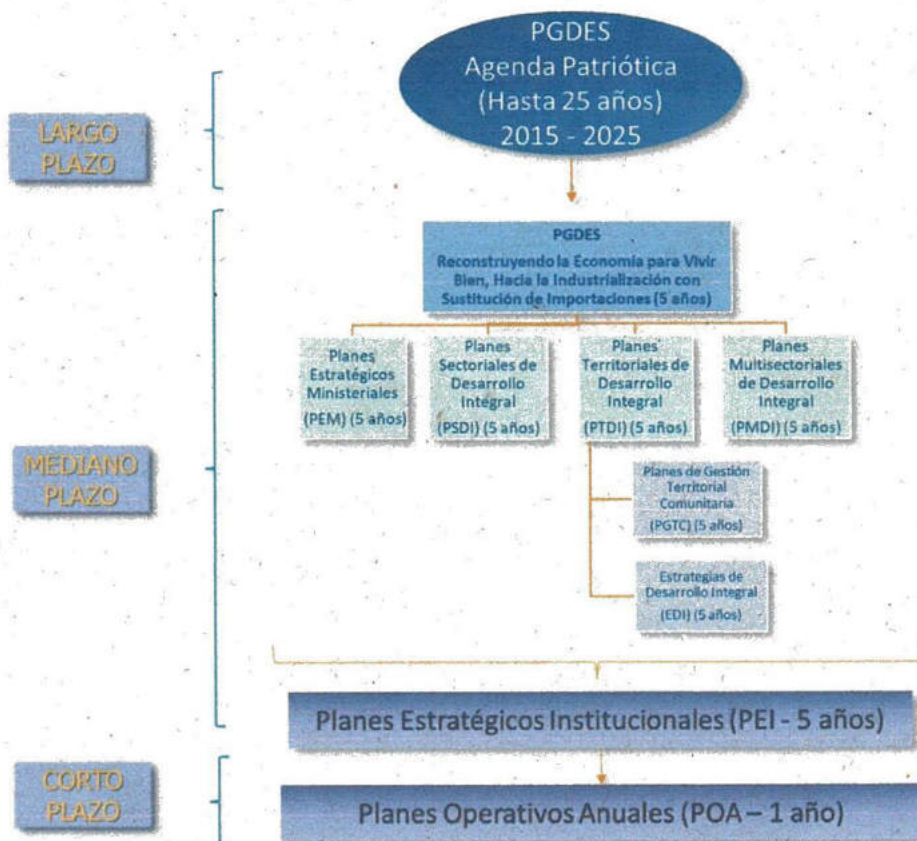 PGDES
Agenda Patriótica
(Hasta 25 años)
2015 - 2025
LARGO
PLAZO
PGDES
Reconstruyendo la Economía para Vivir
Bien, Hacia la Industrialización con
Sustitución de Importaciones (5 años)
Planes
Estratégicos
Ministeriales
(PEM) (5 años)
Planes
Sectoriales de
Desarrollo
Integral
(PSDI) (5 años)
Planes
Territoriales de
Desarrollo
Integral
(PTDI) (5 años)
Planes
Multisectoriales
de Desarrollo
Integral
(PMDI) (5 años)
MEDIANO
PLAZO
Planes de Gestión
Territorial
Comunitaria
(PGTC) (5 años)
Estrategias de
Desarrollo Integral
(EDI) (5 años)
Planes Estratégicos Institucionales (PEI - 5 años)
CORTO
PLAZO
Planes Operativos Anuales (POA – 1 año)